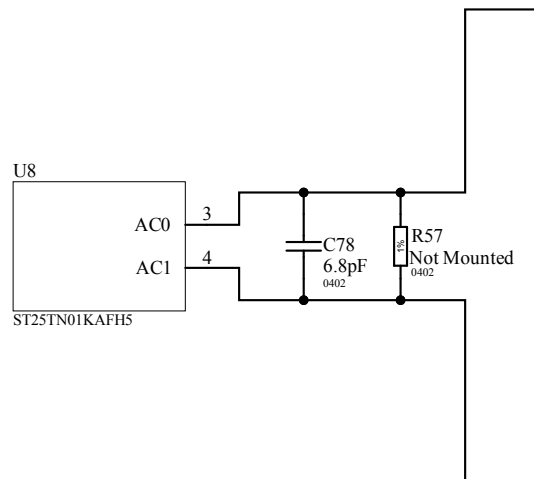 U8
AC0
3
AC1
4
ST25TN01KAFH5
C78
6.8pF
0402
1%
R57
Not Mounted
0402